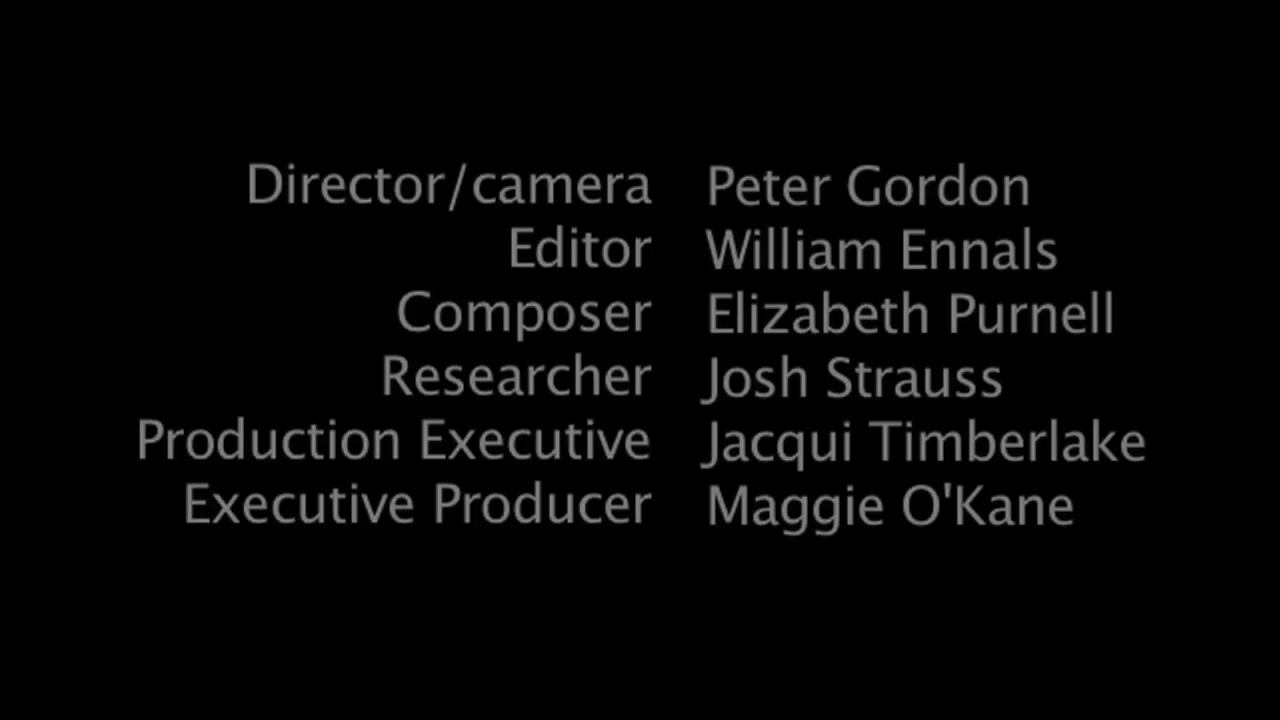 Director/camera Peter Gordon
Editor William Ennals
Composer Elizabeth Purnell
Researcher Josh Strauss
Production Executive Jacqui Timberlake
Executive Producer Maggie O'Kane